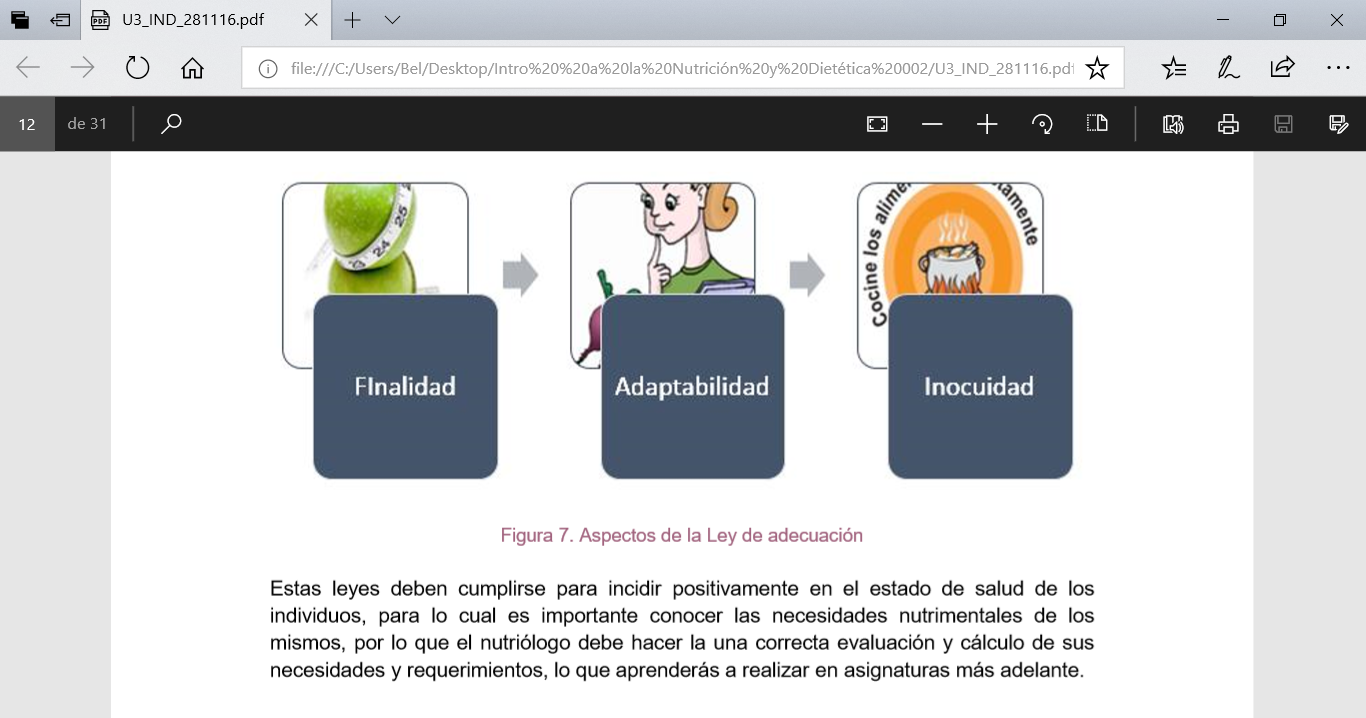 U3_IND_281116.pdf
file:///C:/Users/Bel/Desktop/Intro%20%20a%20la%20Nutrición%20y%20Dietética%20002/U3_IND_281116.pdf
12 de 31
25
24
Cocine los
FInalidad
Adaptabilidad
Inocuidad
Figura 7. Aspectos de la Ley de adecuación
Estas leyes deben cumplirse para incidir positivamente en el estado de salud de los
individuos, para lo cual es importante conocer las necesidades nutrimentales de los
mismos, por lo que el nutriólogo debe hacer la una correcta evaluación y cálculo de sus
necesidades y requerimientos, lo que aprenderás a realizar en asignaturas más adelante.